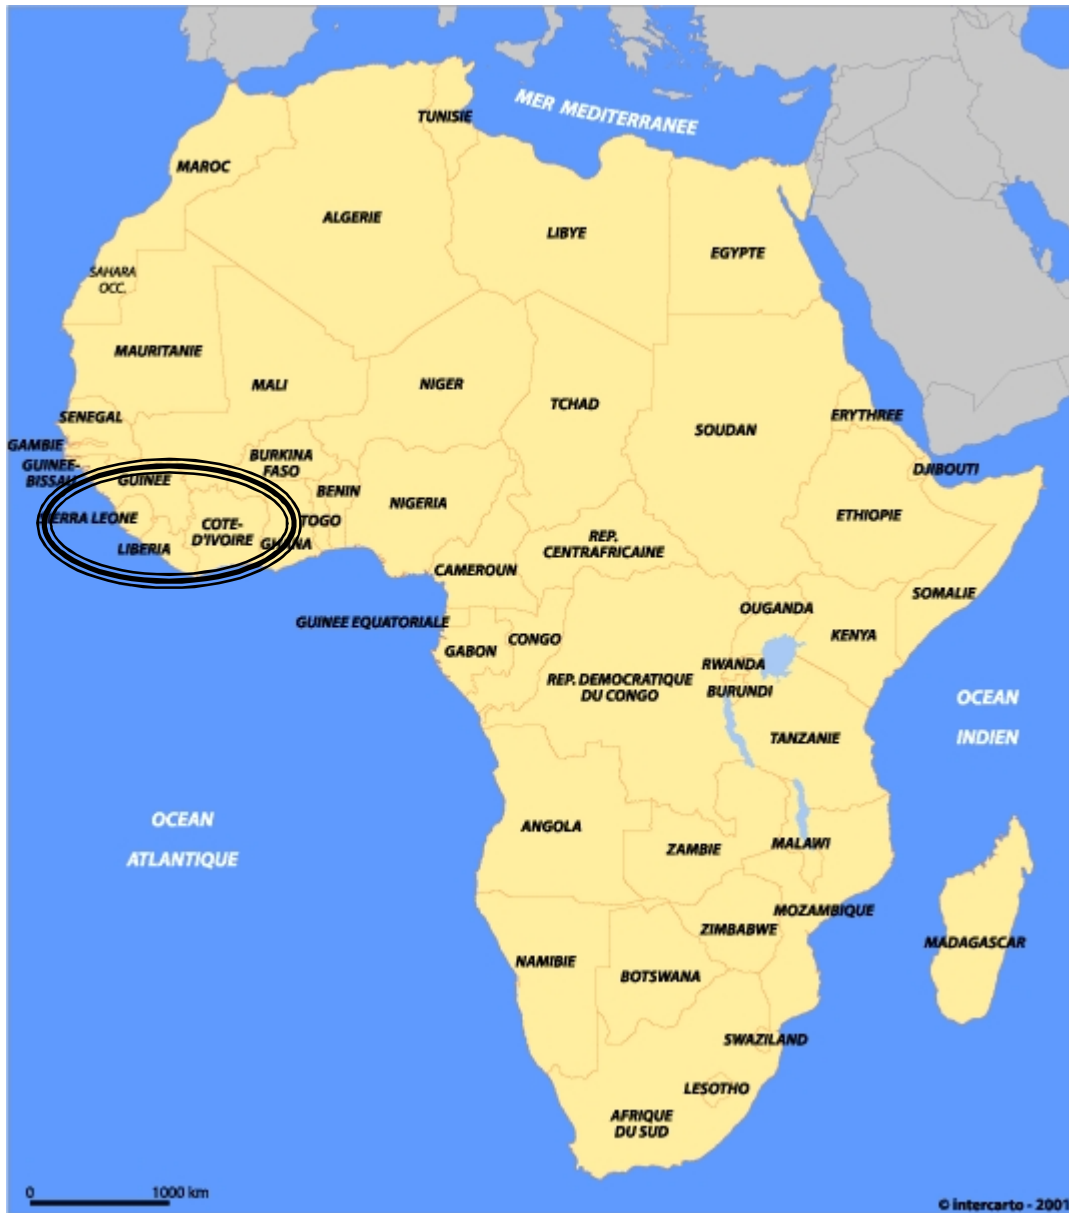 MER MEDITERRANEE
TUNISIE
MAROC
ALGERIE
LIBYE
EGYPTE
SAHARA
OCC.
MAURITANIE
MALI
NIGER
TCHAD
SOUDAN
ERYTHREE
SENEGAL
GAMBIE
GUINEE-
BISSAU
GUINEE
BURKINA
FASO
BENIN
NIGERIA
DJIBOUTI
ETHIOPIE
SIERRA LEONE
COTE-
D'IVOIRE
TOGO
GHANA
LIBERIA
REP.
CENTRAFRICAINE
CAMEROUN
SOMALIE
GUINEE EQUATORIALE
OUGANDA
KENYA
GABON
CONGO
RWANDA
REP. DEMOCRATIQUE
DU CONGO
BURUNDI
OCEAN
INDIEN
TANZANIE
OCEAN
ATLANTIQUE
ANGOLA
ZAMBIE
MALAWI
MOZAMBIQUE
ZIMBABWE
MADAGASCAR
NAMIBIE
BOTSWANA
SWAZILAND
LESOTHO
AFRIQUE
DU SUD
0 1000 km
© intercarto - 2001